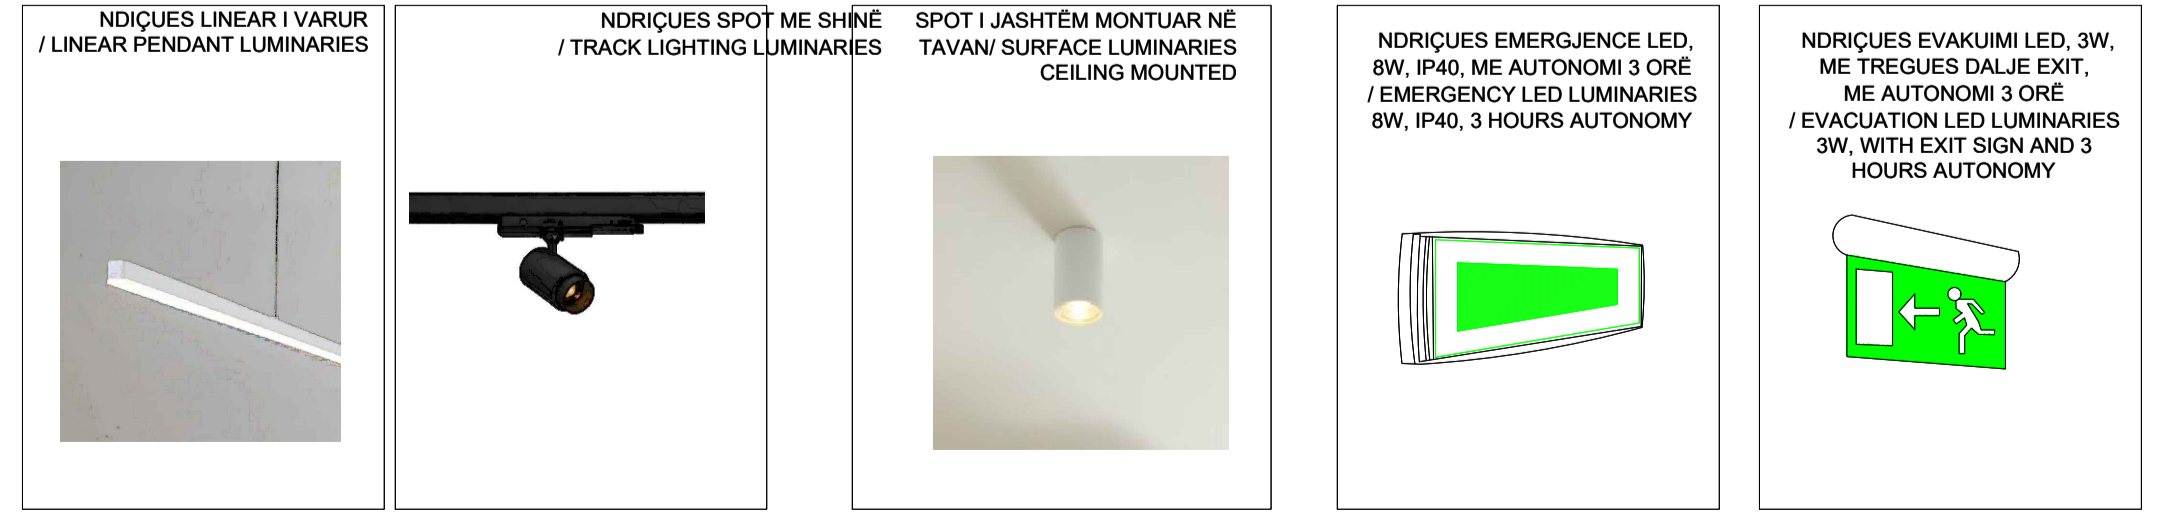 NDIÇUES LINEAR I VARUR
/ LINEAR PENDANT LUMINARIES
NDRIÇUES SPOT ME SHINË
/ TRACK LIGHTING LUMINARIES
SPOT I JASHTËM MONTUAR NË
TAVAN/ SURFACE LUMINARIES
CEILING MOUNTED
NDRIÇUES EMERGJENCE LED,
8W, IP40, ME AUTONOMI 3 ORË
/ EMERGENCY LED LUMINARIES
8W, IP40, 3 HOURS AUTONOMY
NDRIÇUES EVAKUIMI LED, 3W,
ME TREGUES DALJE EXIT,
ME AUTONOMI 3 ORË
/ EVACUATION LED LUMINARIES
3W, WITH EXIT SIGN AND 3
HOURS AUTONOMY